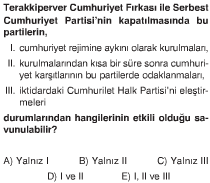 Terakkiperver Cumhuriyet Fırkası ile Serbest
Cumhuriyet Partisi'nin kapatılmasında bu
partilerin,
I. cumhuriyet rejimine aykırı olarak kurulmaları,
II. kurulmalarından kısa bir süre sonra cumhuri-
yet karşıtlarının bu partilerde odaklanmaları,
III. iktidardaki Cumhurilet Halk Partisi'ni eleştir-
meleri
durumlarından hangilerinin etkili olduğu sa-
vunulabilir?
A) Yalnız I B) Yalnız II C) Yalnız III
D) I ve II E) I, II ve III